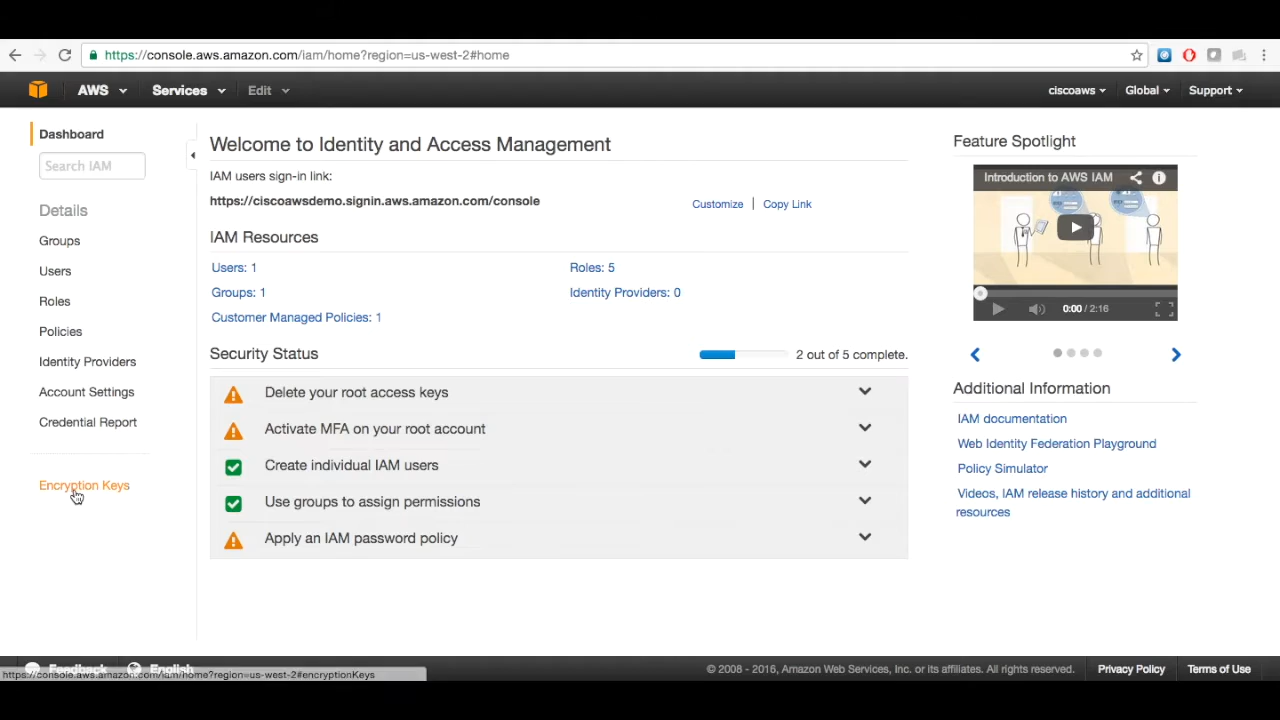 https://console.aws.amazon.com/iam/home?region=us-west-2#home
AWS Services Edit ciscoaws Global Support
Dashboard
Search IAM
Details
Groups
Users
Roles
Policies
Identity Providers
Account Settings
Credential Report
Encryption Keys
Welcome to Identity and Access Management
IAM users sign-in link:
https://ciscoawsdemo.signin.aws.amazon.com/console Customize | Copy Link
IAM Resources
Users: 1 Roles: 5
Groups: 1 Identity Providers: 0
Customer Managed Policies: 1
Security Status 2 out of 5 complete.
Delete your root access keys
Activate MFA on your root account
Create individual IAM users
Use groups to assign permissions
Apply an IAM password policy
Feature Spotlight
Introduction to AWS IAM
0:00 / 2:16
Additional Information
IAM documentation
Web Identity Federation Playground
Policy Simulator
Videos, IAM release history and additional
resources
Feedback English © 2008 - 2016, Amazon Web Services, Inc. or its affiliates. All rights reserved. Privacy Policy Terms of Use
https://console.aws.amazon.com/iam/home?region=us-west-2#encryptionKeys